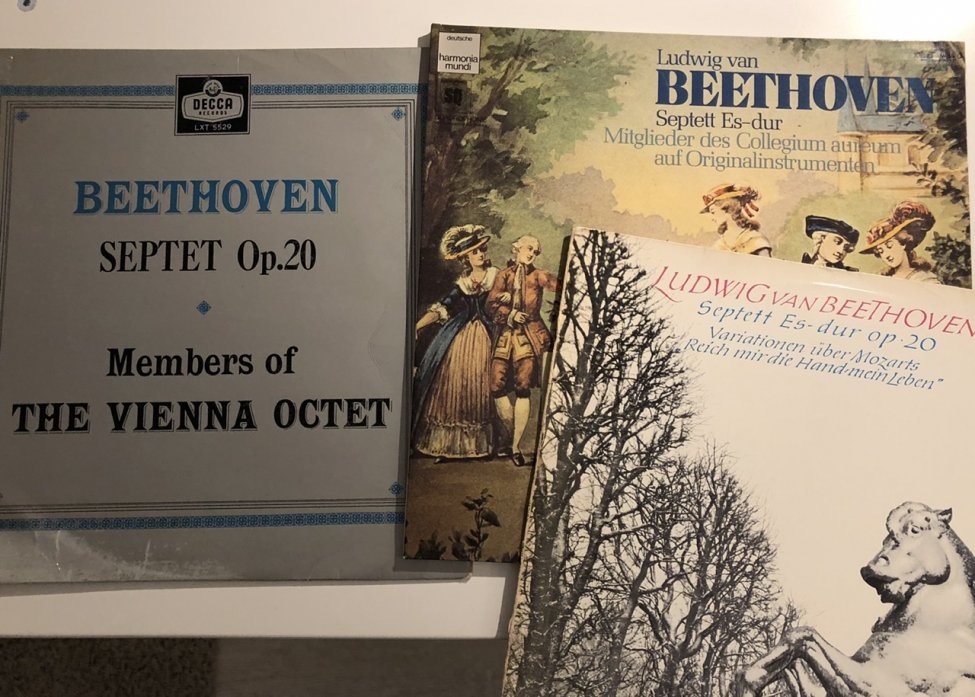 DECCA
RECORDS
LXT 5529
BEETHOVEN
SEPTET Op.20
Members of
THE VIENNA OCTET
deutsche
harmonia
mundi
SQ
Ludwig van
BEETHOVEN
Septett Es-dur
Mitglieder des Collegium aureum
auf Originalinstrumenten
LUDWIG VAN BEETHOVEN
Septett Es-dur op 20
Variationen über Mozarts
Reich mir die Hand mein Leben"